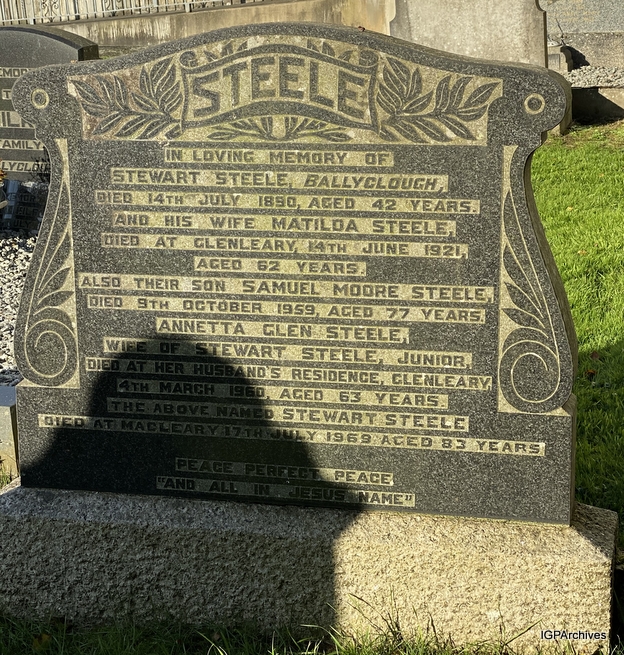 STEELE
IN LOVING MEMORY OF
STEWART STEELE, BALLYCLOUGH,
DIED 14TH JULY 1890, AGED 42 YEARS.
AND HIS WIFE MATILDA STEELE,
DIED AT GLENLEARY, 14TH JUNE 1921,
AGED 62 YEARS.
ALSO THEIR SON SAMUEL MOORE STEELE,
DIED 9TH OCTOBER 1959, AGED 77 YEARS.
ANNETTA GLEN STEELE,
WIFE OF STEWART STEELE, JUNIOR,
DIED AT HER HUSBAND'S RESIDENCE, GLENLEARY,
4TH MARCH 1960, AGED 63 YEARS.
THE ABOVE NAMED STEWART STEELE
DIED AT MACLEARY 17TH JULY 1969 AGED 83 YEARS
PEACE PERFECT PEACE,
"AND ALL IN JESUS NAME"
FAMILY
IGPArchives